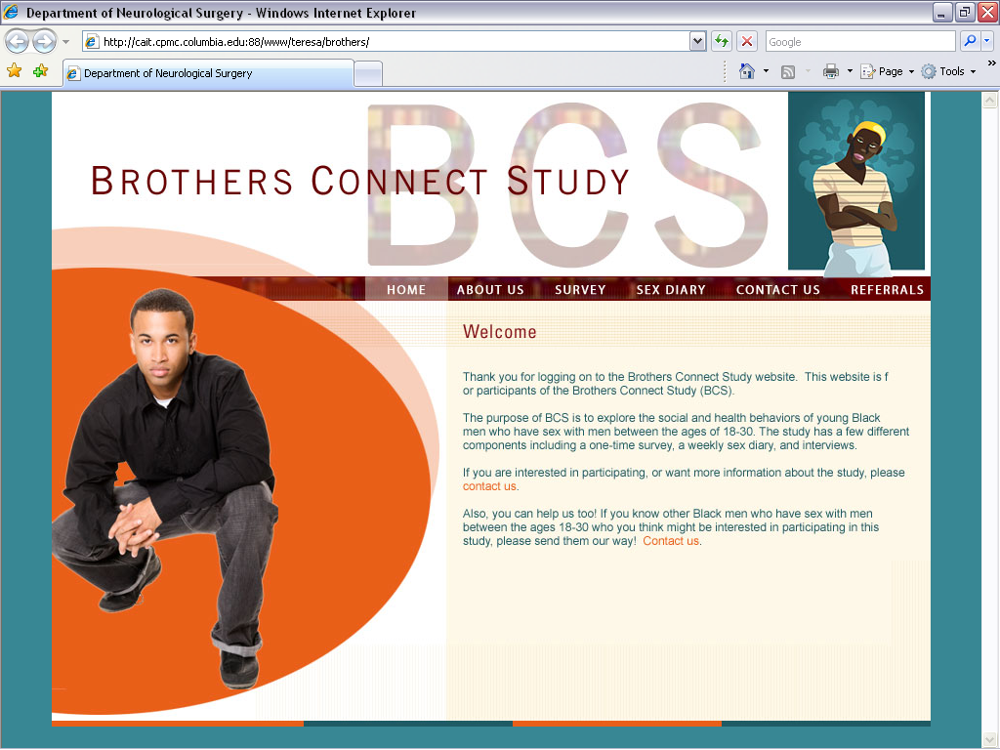 Department of Neurological Surgery - Windows Internet Explorer
http://cait.cpmc.columbia.edu:88/www/teresa/brothers/
Google
Department of Neurological Surgery
Page
Tools
BCS
BROTHERS CONNECT STUDY
HOME ABOUT US SURVEY SEX DIARY CONTACT US REFERRALS
Welcome
Thank you for logging on to the Brothers Connect Study website.  This website is f
or participants of the Brothers Connect Study (BCS).
The purpose of BCS is to explore the social and health behaviors of young Black
men who have sex with men between the ages of 18-30. The study has a few different
components including a one-time survey, a weekly sex diary, and interviews.
If you are interested in participating, or want more information about the study, please
contact us.
Also, you can help us too! If you know other Black men who have sex with men
between the ages 18-30 who you think might be interested in participating in this
study, please send them our way!  Contact us.